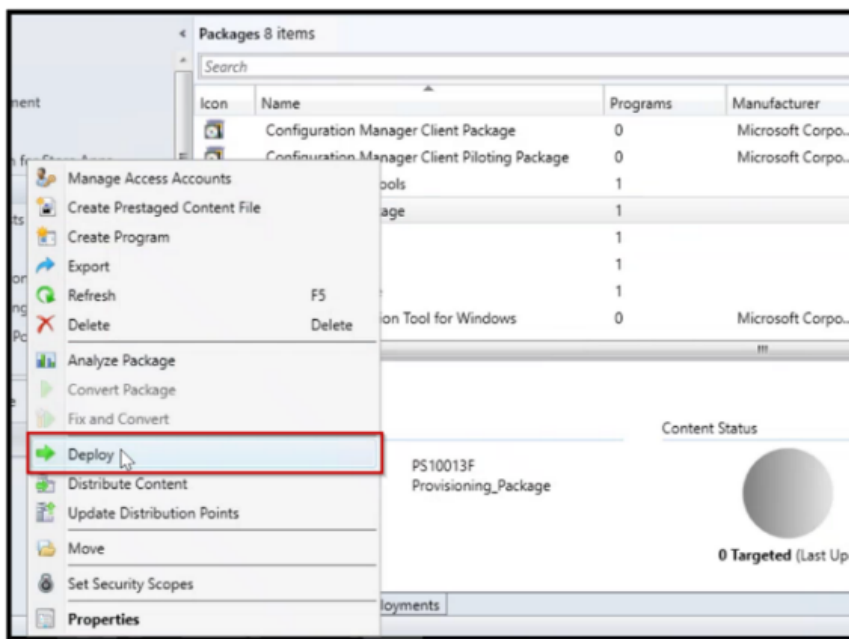 Packages 8 items
Search
Icon Name Programs Manufacturer
Configuration Manager Client Package 0 Microsoft Corpo...
Configuration Manager Client Piloting Package 0 Microsoft Corpo...
ools 1
age 1
1
1
1
ion Tool for Windows 0 Microsoft Corpo...
nent
Manage Access Accounts
Create Prestaged Content File
Create Program
Export
Refresh F5
Delete Delete
Analyze Package
Convert Package
Fix and Convert
Deploy
Distribute Content
Update Distribution Points
Move
Set Security Scopes
Properties
Content Status
PS10013F
Provisioning_Package
0 Targeted (Last Up
loyments